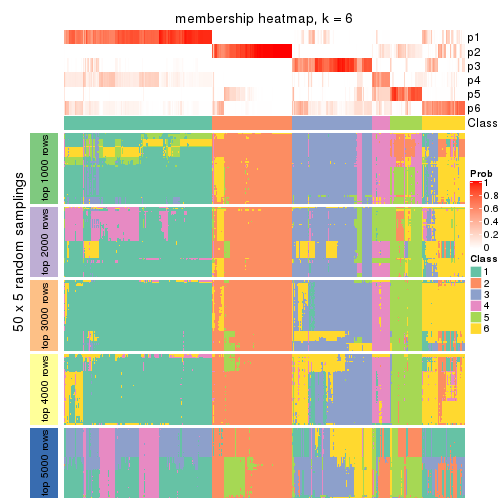 membership heatmap, k = 6
p1
p2
p3
p4
p5
p6
Class
50 x 5 random samplings
top 1000 rows
top 2000 rows
top 3000 rows
top 4000 rows
top 5000 rows
Prob
1
0.8
0.6
0.4
0.2
0
Class
1
2
3
4
5
6